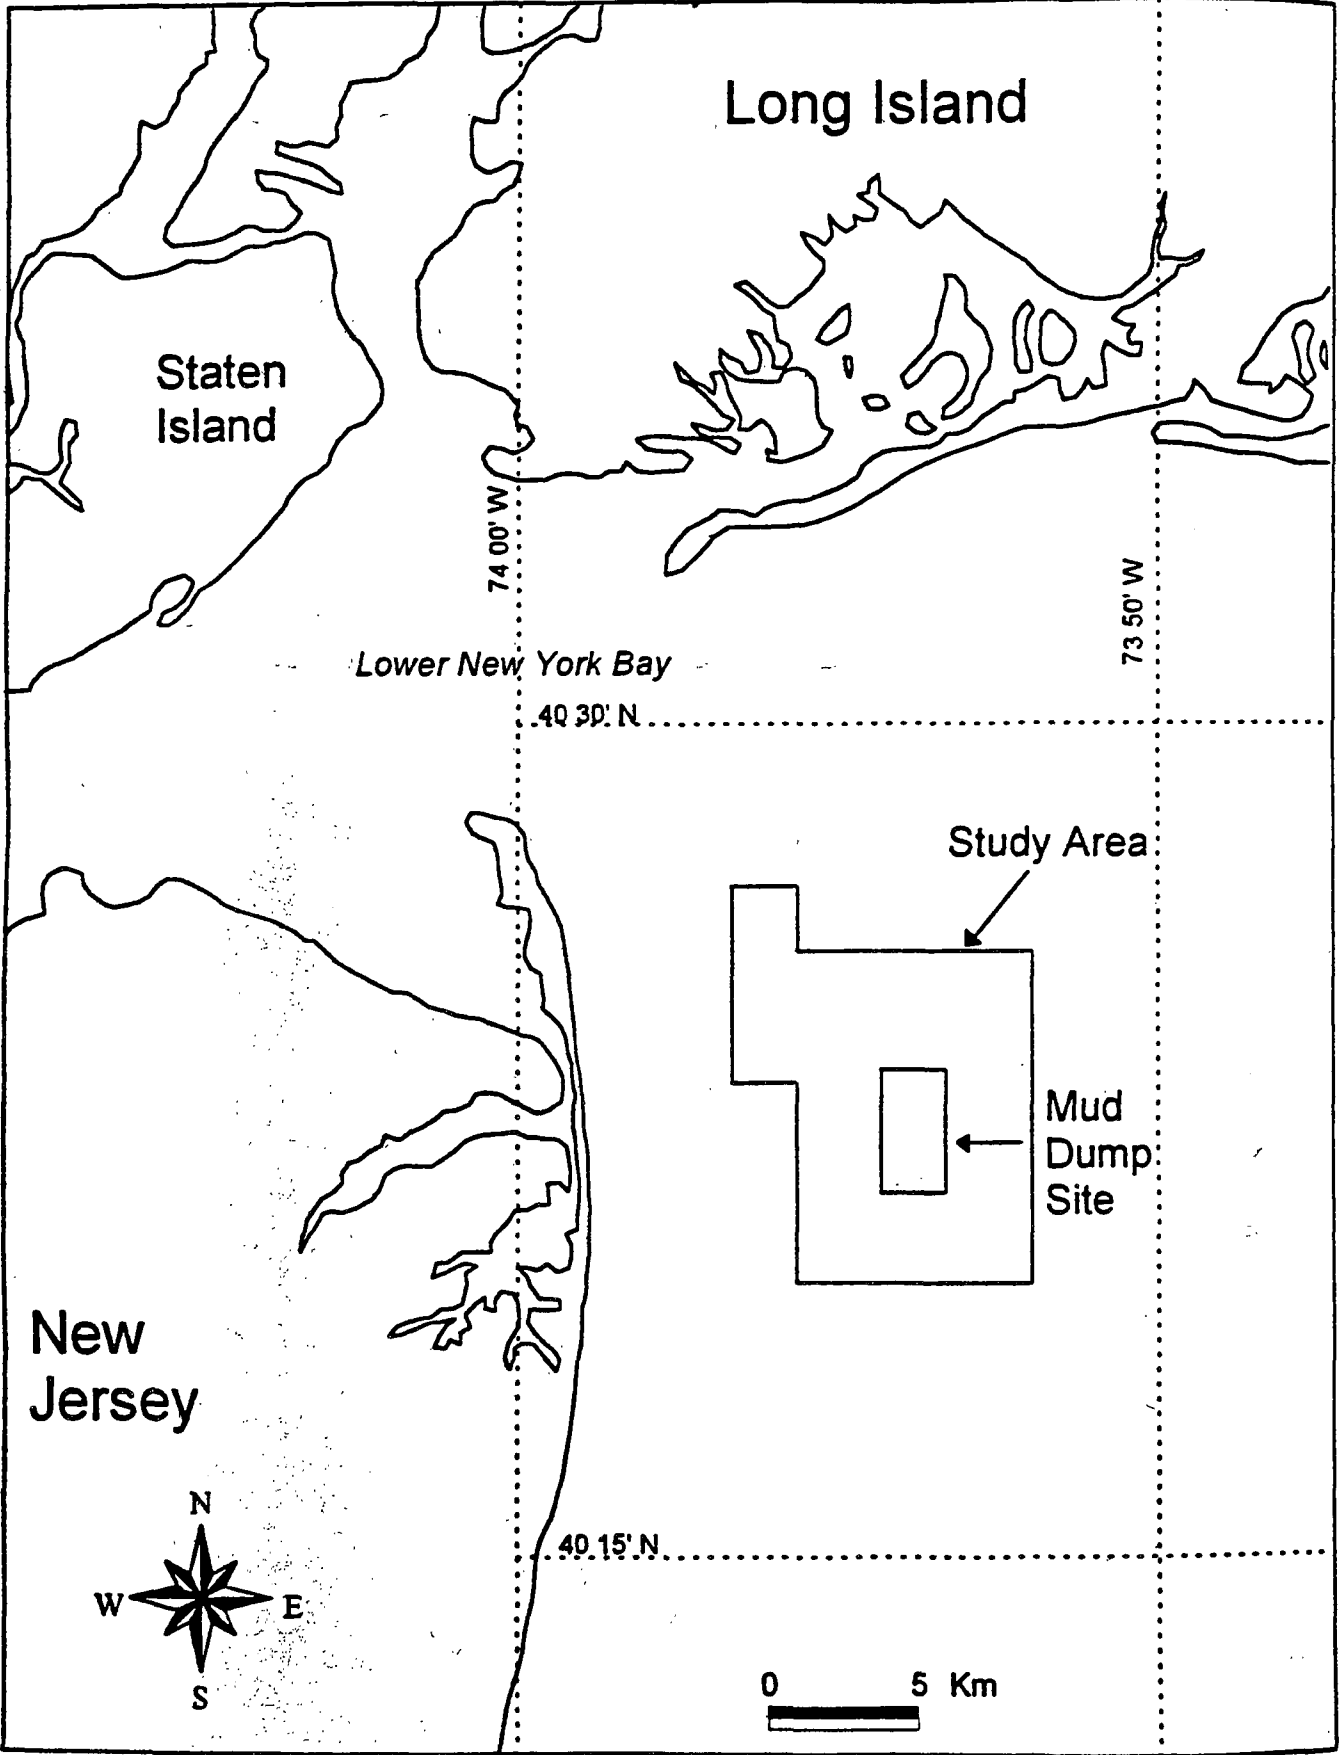 Long Island
Staten
Island
74 00' W
73 50' W
Lower New York Bay
40 30' N
Study Area
Mud
Dump
Site
New
Jersey
N
W
E
S
40 15' N
0 5 Km